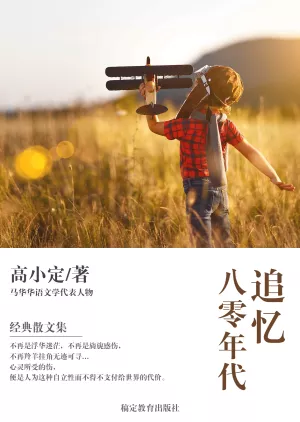 追忆
八零年代
高小定/著
马华华语文学代表人物
经典散文集
不再是浮华迷茫，不再是旖旎感伤，
不再羚羊挂角无迹可寻…
心灵所受的伤，
便是人为这种自立性而不得不支付给世界的代价。
稿定教育出版社